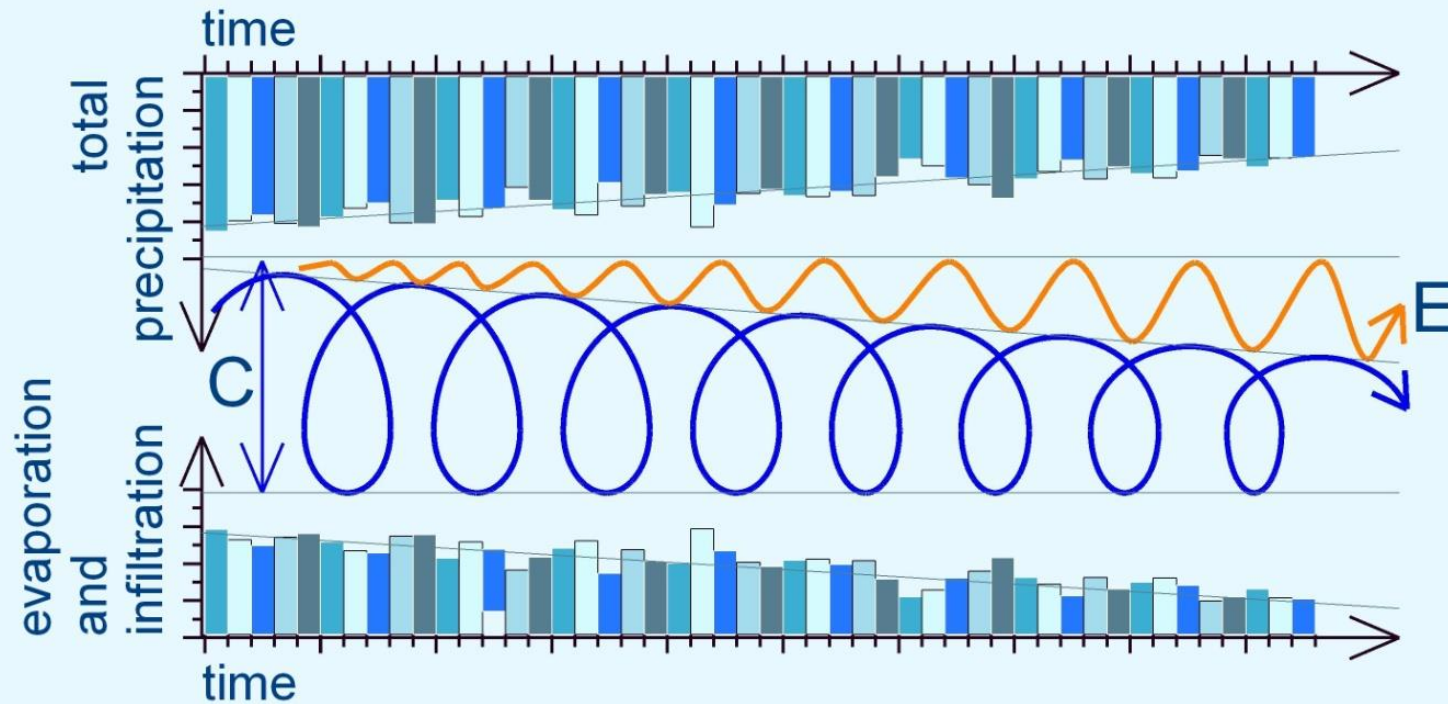 time
total
precipitation
C
E
evaporation
and
infiltration
time